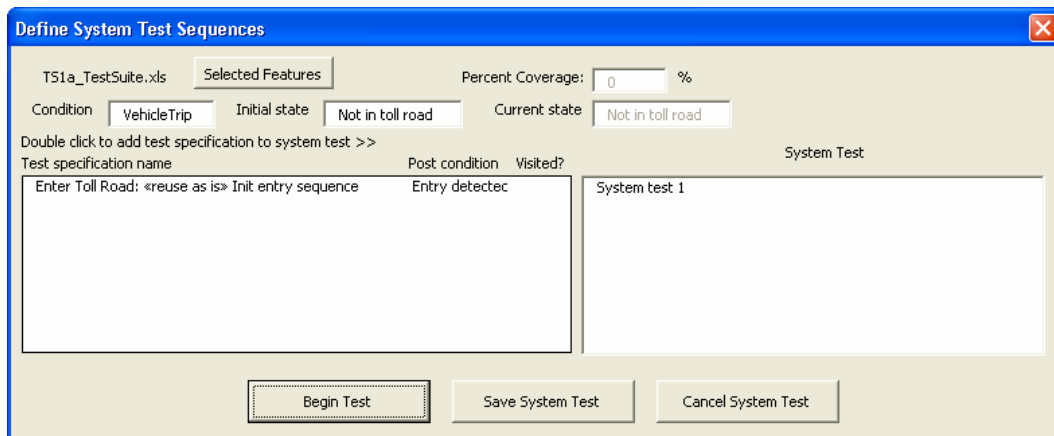 Define System Test Sequences
TS1a_TestSuite.xls Selected Features Percent Coverage: 0 %
Condition VehicleTrip Initial state Not in toll road Current state Not in toll road
Double click to add test specification to system test >>
System Test
Test specification name Post condition Visited?
Enter Toll Road: «reuse as is» Init entry sequence Entry detectec
System test 1
Begin Test Save System Test Cancel System Test